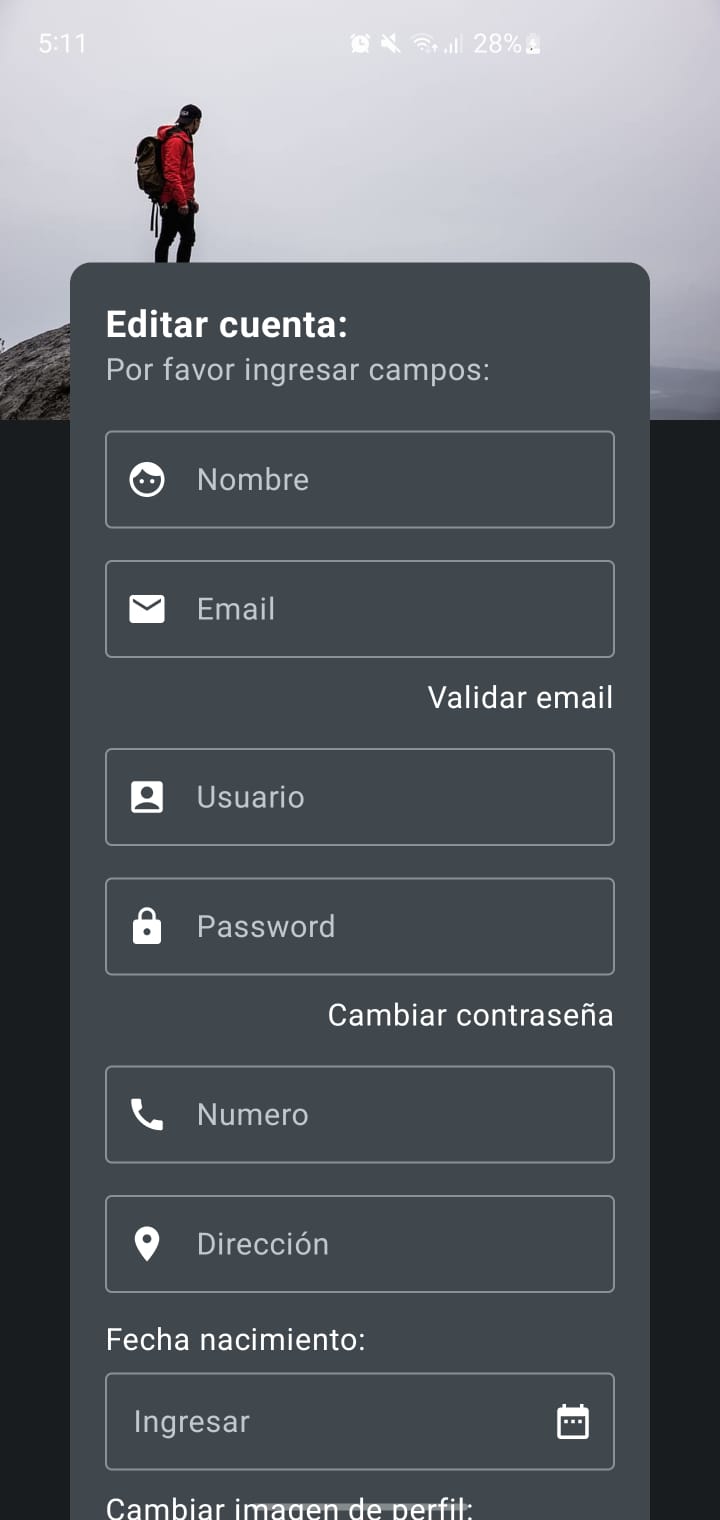 5:11
28%
Editar cuenta:
Por favor ingresar campos:
Nombre
Email
Validar email
Usuario
Password
Cambiar contraseña
Numero
Dirección
Fecha nacimiento:
Ingresar
Cambiar imagen de perfil: